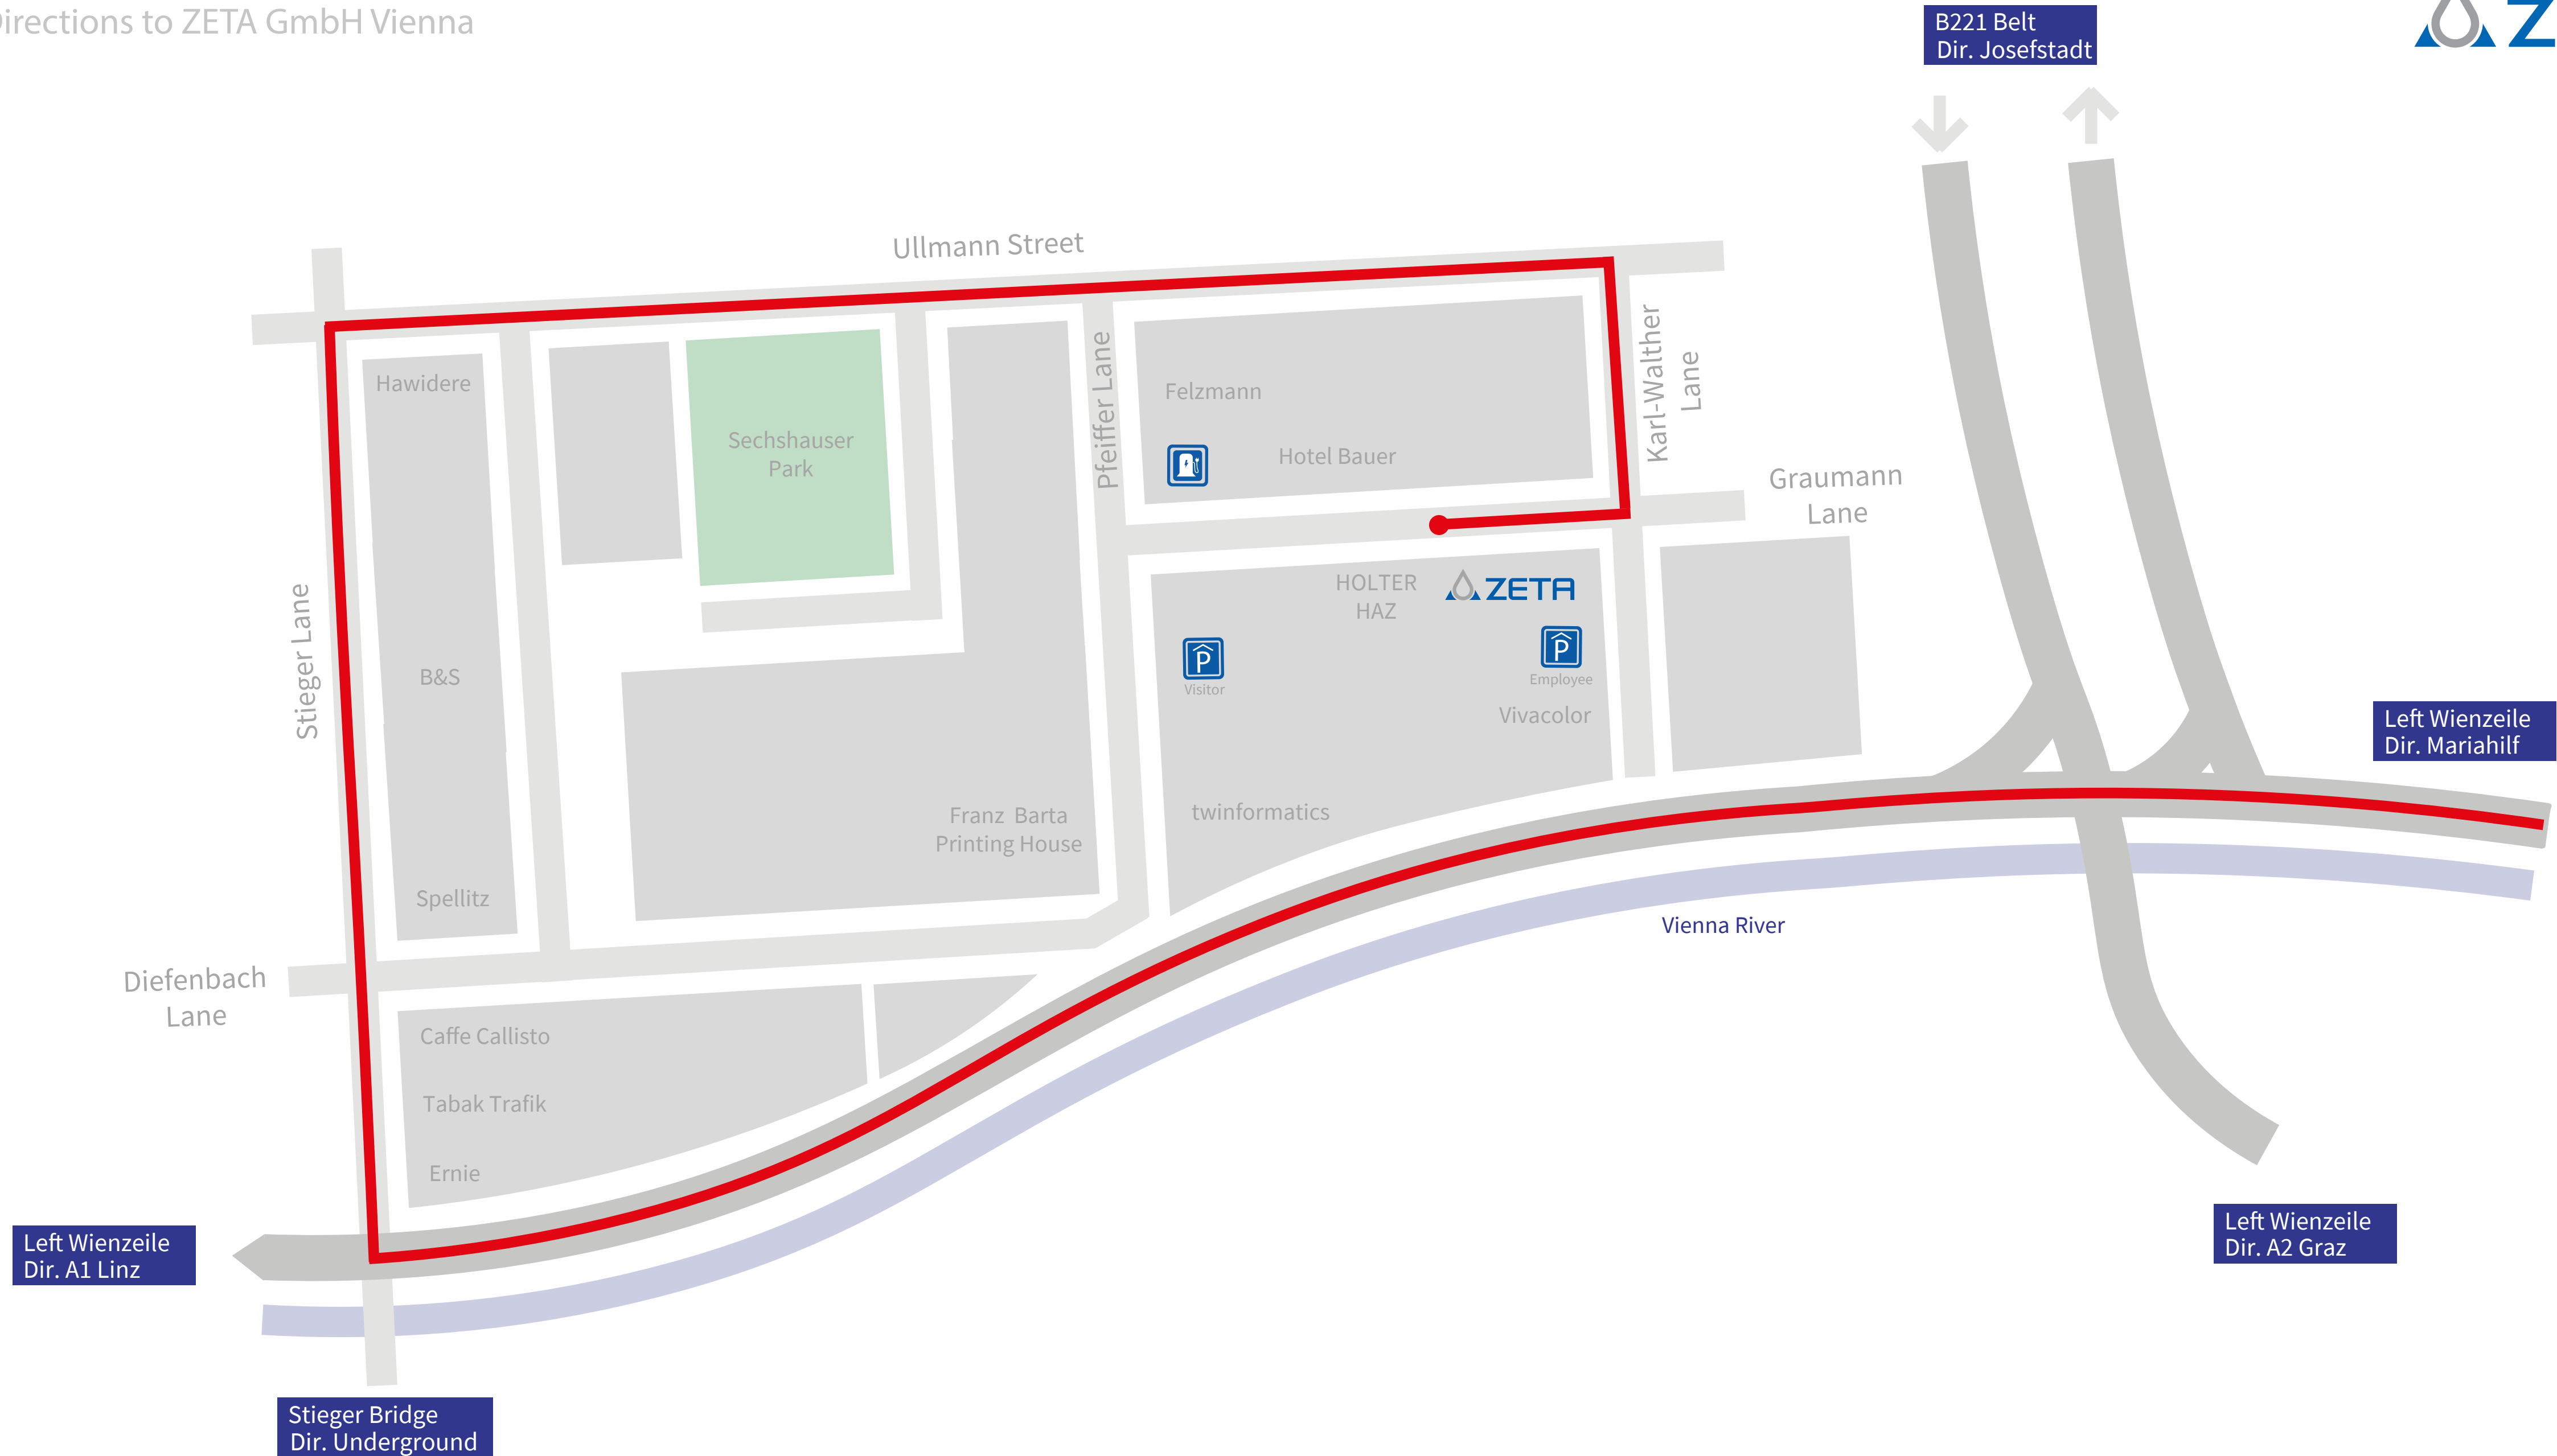 irections to ZETA GmbH Vienna
B221 Belt
Dir. Josefstadt
Z
Ullmann Street
Hawidere
Sechshauser
Park
Pfeiffer Lane
Felzmann
Hotel Bauer
Karl-Walther
Lane
Graumann
Lane
Stieger Lane
HOLTER
HAZ
ZETA
P
Visitor
P
Employee
B&S
Vivacolor
Left Wienzeile
Dir. Mariahilf
twinformatics
Franz Barta
Printing House
Spellitz
Vienna River
Diefenbach
Lane
Caffe Callisto
Tabak Trafik
Ernie
Left Wienzeile
Dir. A1 Linz
Left Wienzeile
Dir. A2 Graz
Stieger Bridge
Dir. Underground